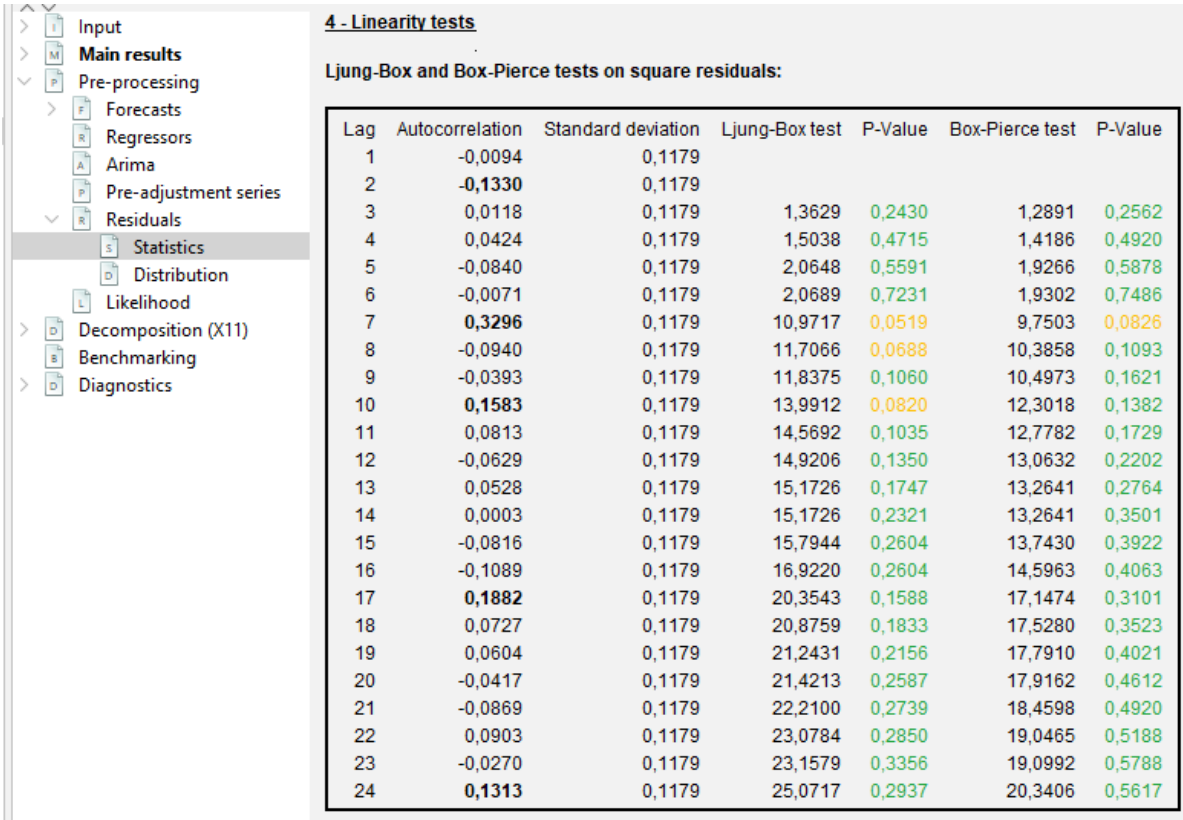 Input
Main results
Pre-processing
Forecasts
Regressors
Arima
Pre-adjustment series
Residuals
Statistics
Distribution
Likelihood
Decomposition (X11)
Benchmarking
Diagnostics
4 - Linearity tests
Ljung-Box and Box-Pierce tests on square residuals:
Lag Autocorrelation Standard deviation Ljung-Box test P-Value Box-Pierce test P-Value
1 -0,0094 0,1179
2 -0,1330 0,1179
3 0,0118 0,1179 1,3629 0,2430 1,2891 0,2562
4 0,0424 0,1179 1,5038 0,4715 1,4186 0,4920
5 -0,0840 0,1179 2,0648 0,5591 1,9266 0,5878
6 -0,0071 0,1179 2,0689 0,7231 1,9302 0,7486
7 0,3296 0,1179 10,9717 0,0519 9,7503 0,0826
8 -0,0940 0,1179 11,7066 0,0688 10,3858 0,1093
9 -0,0393 0,1179 11,8375 0,1060 10,4973 0,1621
10 0,1583 0,1179 13,9912 0,0820 12,3018 0,1382
11 0,0813 0,1179 14,5692 0,1035 12,7782 0,1729
12 -0,0629 0,1179 14,9206 0,1350 13,0632 0,2202
13 0,0528 0,1179 15,1726 0,1747 13,2641 0,2764
14 0,0003 0,1179 15,1726 0,2321 13,2641 0,3501
15 -0,0816 0,1179 15,7944 0,2604 13,7430 0,3922
16 -0,1089 0,1179 16,9220 0,2604 14,5963 0,4063
17 0,1882 0,1179 20,3543 0,1588 17,1474 0,3101
18 0,0727 0,1179 20,8759 0,1833 17,5280 0,3523
19 0,0604 0,1179 21,2431 0,2156 17,7910 0,4021
20 -0,0417 0,1179 21,4213 0,2587 17,9162 0,4612
21 -0,0869 0,1179 22,2100 0,2739 18,4598 0,4920
22 0,0903 0,1179 23,0784 0,2850 19,0465 0,5188
23 -0,0270 0,1179 23,1579 0,3356 19,0992 0,5788
24 0,1313 0,1179 25,0717 0,2937 20,3406 0,5617